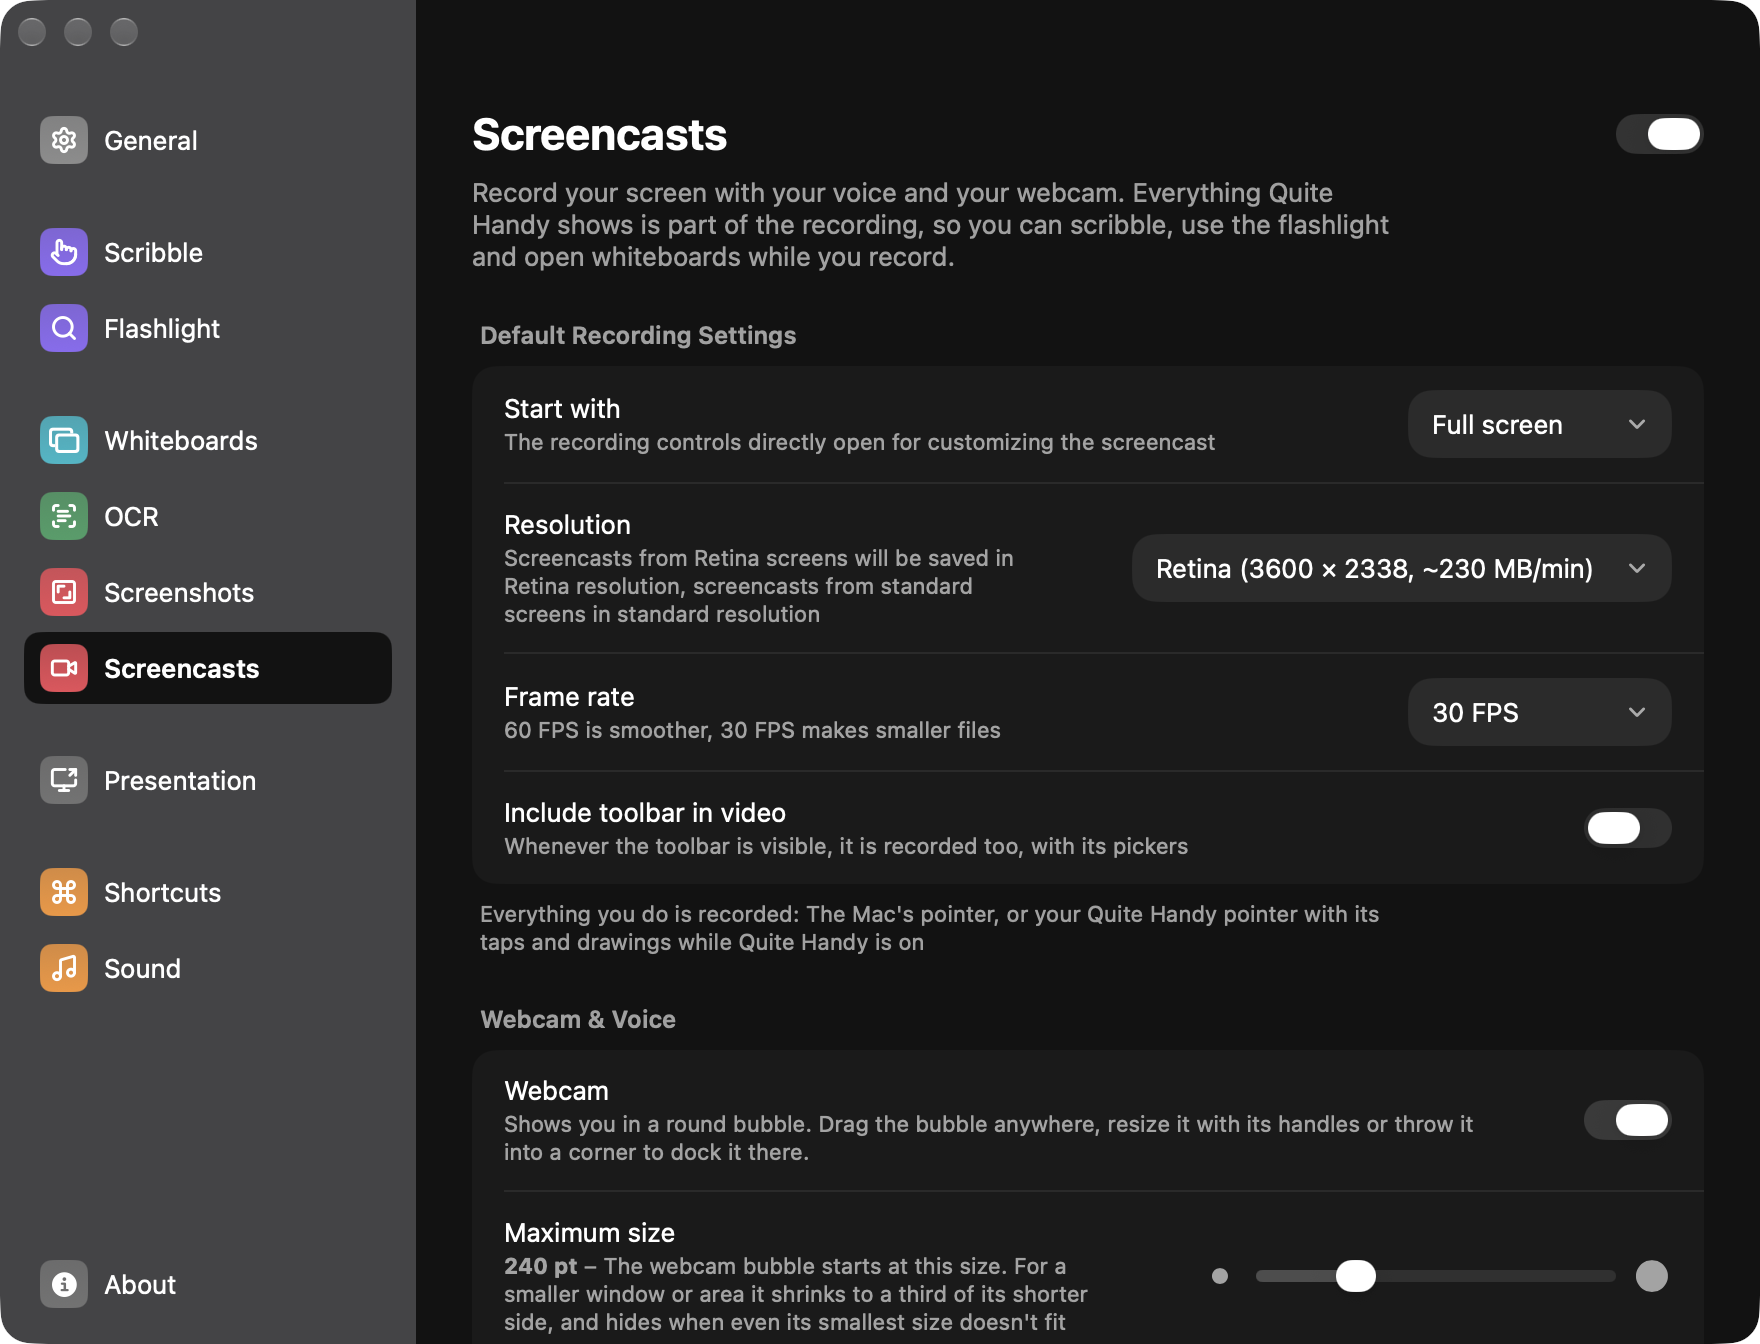 General
Scribble
Flashlight
Whiteboards
OCR
Screenshots
Screencasts
Presentation
Shortcuts
Sound
About
Screencasts
Record your screen with your voice and your webcam. Everything Quite
Handy shows is part of the recording, so you can scribble, use the flashlight
and open whiteboards while you record.
Default Recording Settings
Start with
The recording controls directly open for customizing the screencast
Full screen
Resolution
Screencasts from Retina screens will be saved in
Retina resolution, screencasts from standard
screens in standard resolution
Retina (3600 × 2338, ~230 MB/min)
Frame rate
60 FPS is smoother, 30 FPS makes smaller files
30 FPS
Include toolbar in video
Whenever the toolbar is visible, it is recorded too, with its pickers
Everything you do is recorded: The Mac's pointer, or your Quite Handy pointer with its
taps and drawings while Quite Handy is on
Webcam & Voice
Webcam
Shows you in a round bubble. Drag the bubble anywhere, resize it with its handles or throw it
into a corner to dock it there.
Maximum size
240 pt – The webcam bubble starts at this size. For a
smaller window or area it shrinks to a third of its shorter
side, and hides when even its smallest size doesn't fit